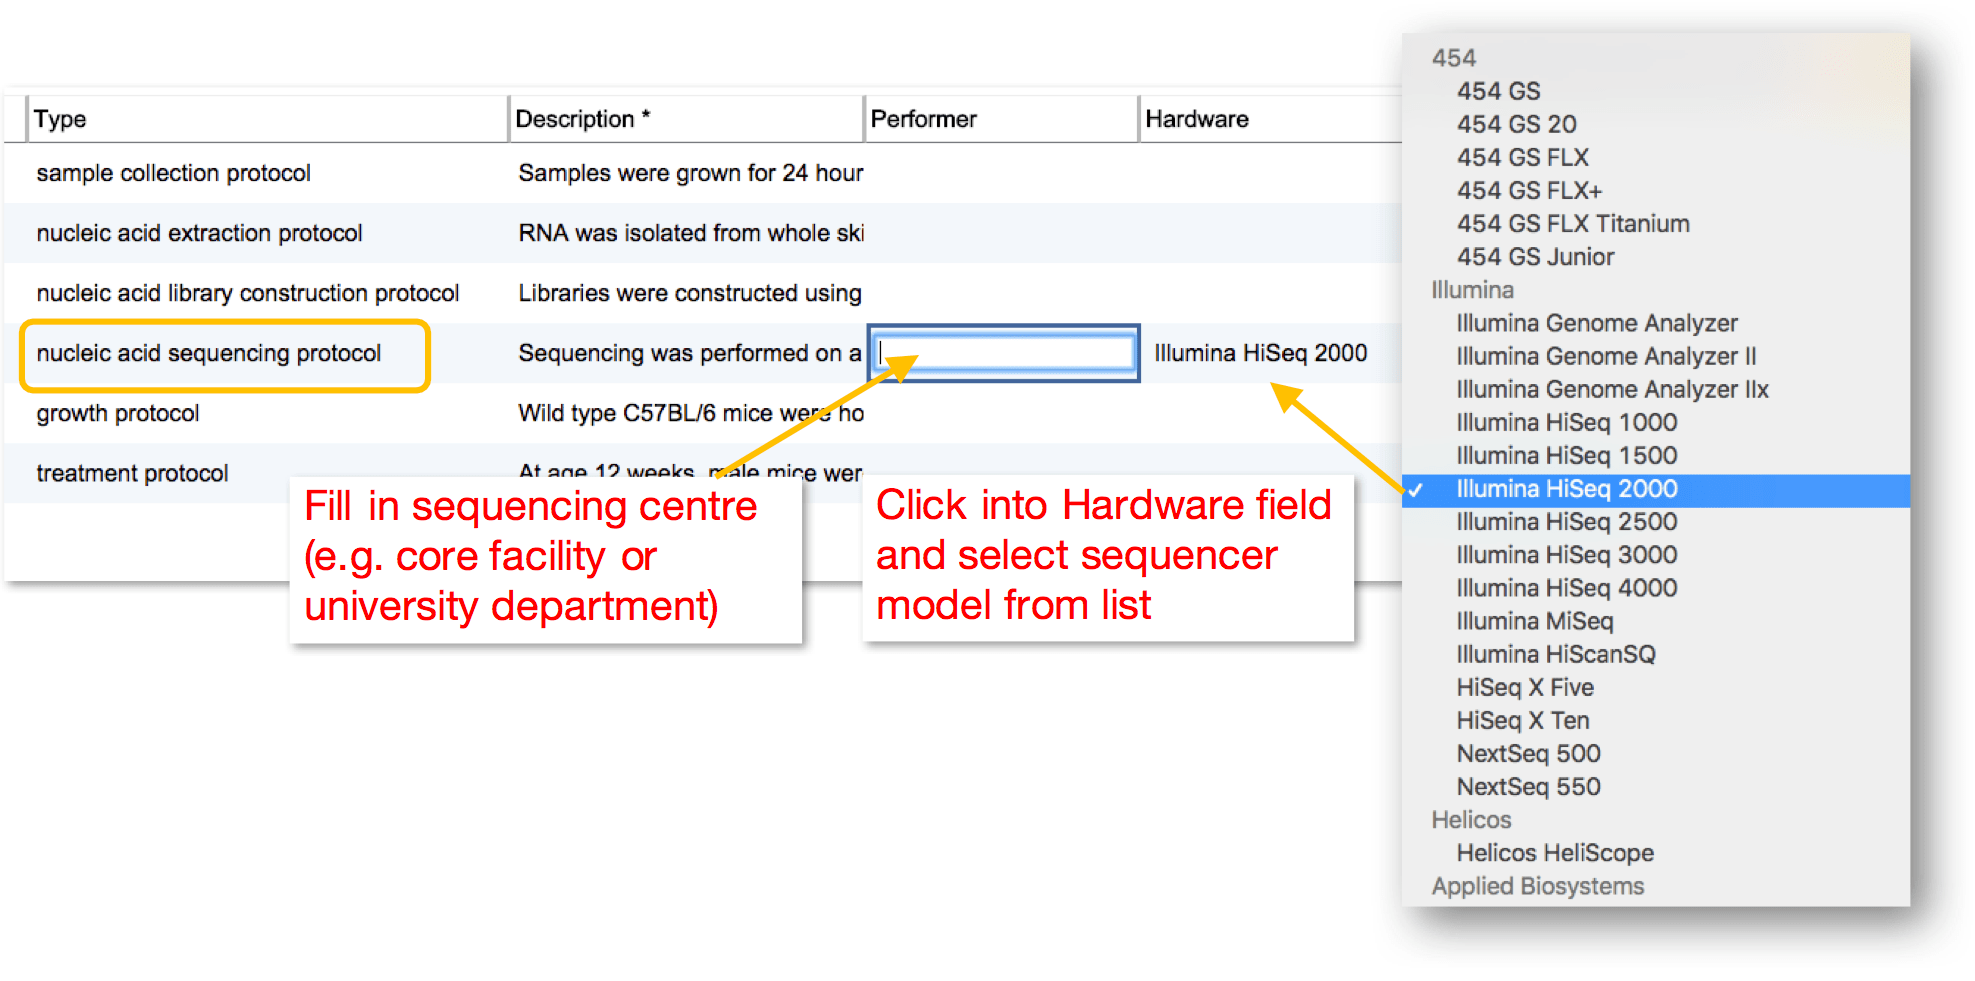 Type Description * Performer Hardware
sample collection protocol Samples were grown for 24 hour
nucleic acid extraction protocol RNA was isolated from whole ski
nucleic acid library construction protocol Libraries were constructed using
nucleic acid sequencing protocol Sequencing was performed on a Illumina HiSeq 2000
growth protocol Wild type C57BL/6 mice were ho
treatment protocol At age 12 weeks, male mice wer
Fill in sequencing centre
(e.g. core facility or
university department)
Click into Hardware field
and select sequencer
model from list
454
454 GS
454 GS 20
454 GS FLX
454 GS FLX+
454 GS FLX Titanium
454 GS Junior
Illumina
Illumina Genome Analyzer
Illumina Genome Analyzer II
Illumina Genome Analyzer IIx
Illumina HiSeq 1000
Illumina HiSeq 1500
✓ Illumina HiSeq 2000
Illumina HiSeq 2500
Illumina HiSeq 3000
Illumina HiSeq 4000
Illumina MiSeq
Illumina HiScanSQ
HiSeq X Five
HiSeq X Ten
NextSeq 500
NextSeq 550
Helicos
Helicos HeliScope
Applied Biosystems